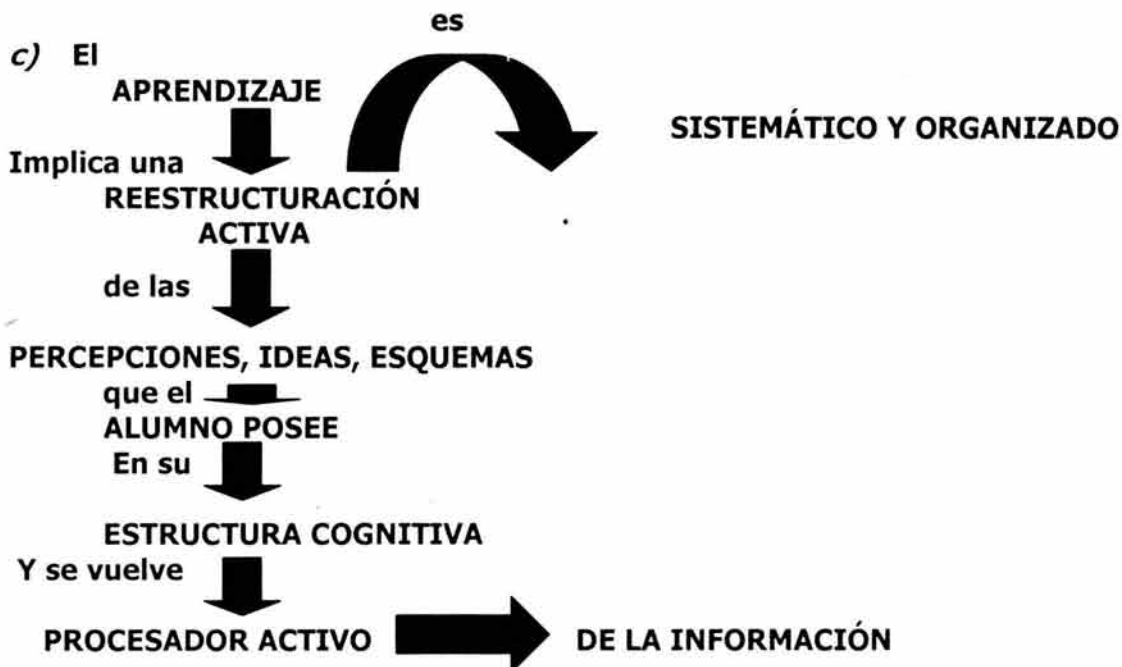 es
c) El
APRENDIZAJE
SISTEMÁTICO Y ORGANIZADO
Implica una
REESTRUCTURACIÓN
ACTIVA
de las
PERCEPCIONES, IDEAS, ESQUEMAS
que el
ALUMNO POSEE
En su
ESTRUCTURA COGNITIVA
Y se vuelve
PROCESADOR ACTIVO DE LA INFORMACIÓN